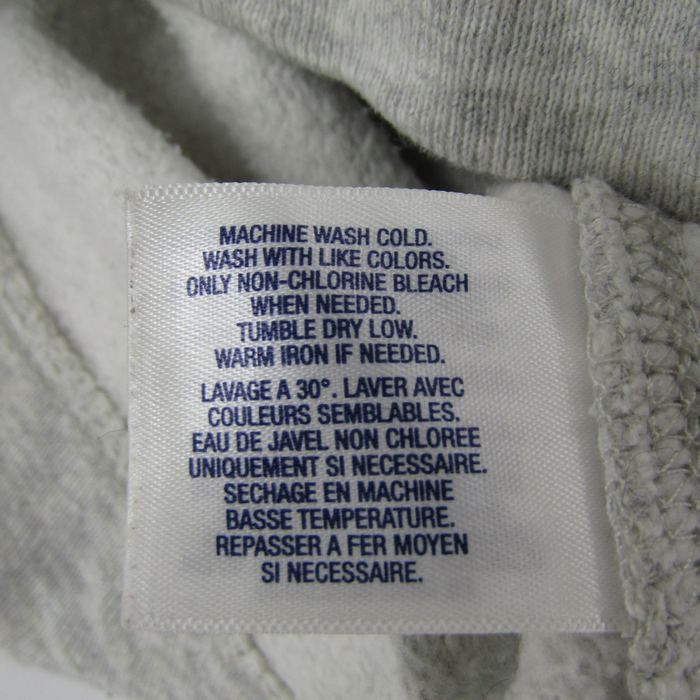 MACHINE WASH COLD.
WASH WITH LIKE COLORS.
ONLY NON-CHLORINE BLEACH
WHEN NEEDED.
TUMBLE DRY LOW.
WARM IRON IF NEEDED.
LAVAGE A 30°. LAVER AVEC
COULEURS SEMBLABLES.
EAU DE JAVEL NON CHLOREE
UNIQUEMENT SI NECESSAIRE.
SECHAGE EN MACHINE
BASSE TEMPERATURE.
REPASSER A FER MOYEN
SI NECESSAIRE.